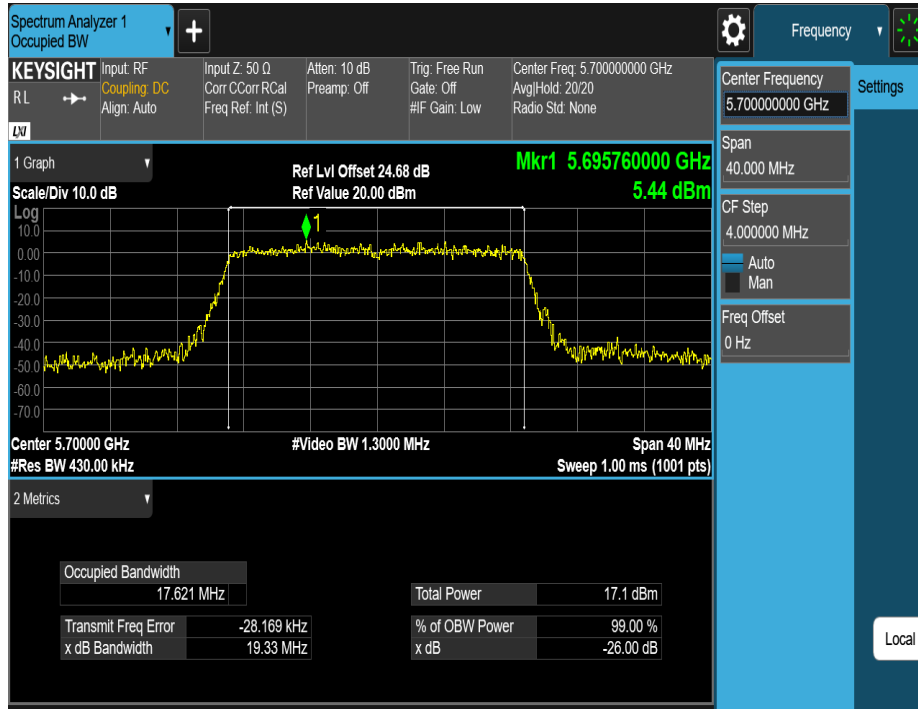 Spectrum Analyzer 1
Occupied BW
+
Frequency
KEYSIGHT
R L
LXI
Input: RF
Coupling: DC
Align: Auto
Input Z: 50 Ω
Corr CCorr RCal
Freq Ref: Int (S)
Atten: 10 dB
Preamp: Off
Trig: Free Run
Gate: Off
#IF Gain: Low
Center Freq: 5.700000000 GHz
Avg|Hold: 20/20
Radio Std: None
Center Frequency
5.700000000 GHz
Settings
Span
40.000 MHz
CF Step
4.000000 MHz
Auto
Man
Freq Offset
0 Hz
Local
1 Graph
Scale/Div 10.0 dB
Ref Lvl Offset 24.68 dB
Ref Value 20.00 dBm
Mkr1 5.695760000 GHz
5.44 dBm
Log
1
10.0
0.00
-10.0
-20.0
-30.0
-40.0
-50.0
-60.0
-70.0
Center 5.70000 GHz
#Video BW 1.3000 MHz
Span 40 MHz
#Res BW 430.00 kHz
Sweep 1.00 ms (1001 pts)
2 Metrics
Occupied Bandwidth
17.621 MHz
Total Power 17.1 dBm
Transmit Freq Error -28.169 kHz
% of OBW Power 99.00 %
x dB Bandwidth 19.33 MHz
x dB -26.00 dB